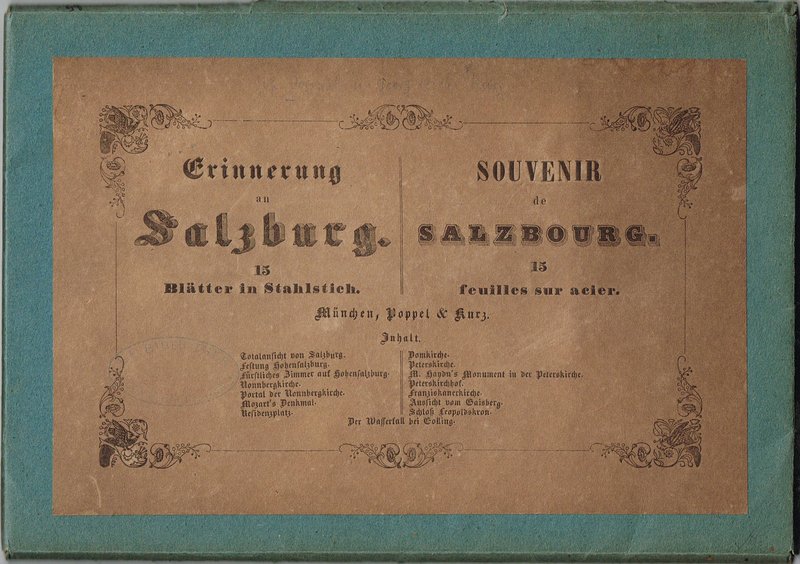 Erinnerung
an
Salzburg.
15
Blätter in Stahlstich.
SOUVENIR
de
SALZBOURG.
15
feuilles sur acier.
München, Poppel & Kurz.
Inhalt.
Totalansicht von Salzburg.
Festung Hohensalzburg.
Fürstliches Zimmer auf Hohensalzburg.
Nonnbergkirche.
Portal der Nonnbergkirche.
Mozart's Denkmal.
Residenzplatz.
Domkirche.
Peterskirche.
M. Haydn's Monument in der Peterskirche.
Peterskirchhof.
Franziskanerkirche.
Aussicht vom Gaisberg.
Schloß Leopoldskron.
Der Wasserfall bei Golling.